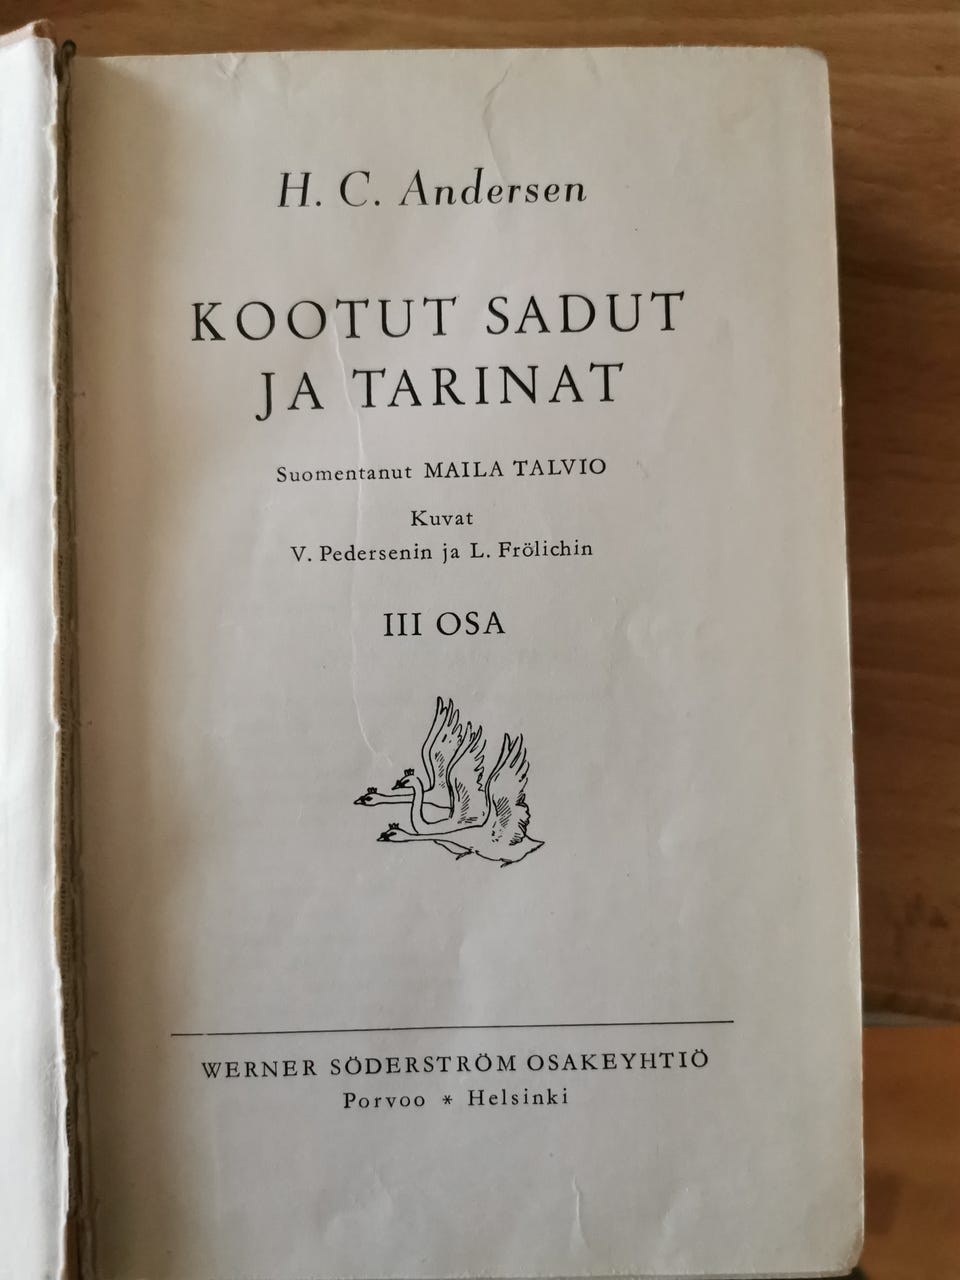 H. C. Andersen
KOOTUT SADUT
JA TARINAT
Suomentanut MAILA TALVIO
Kuvat
V. Pedersenin ja L. Frölichin
III OSA
WERNER SÖDERSTRÖM OSAKEYHTIÖ
Porvoo * Helsinki